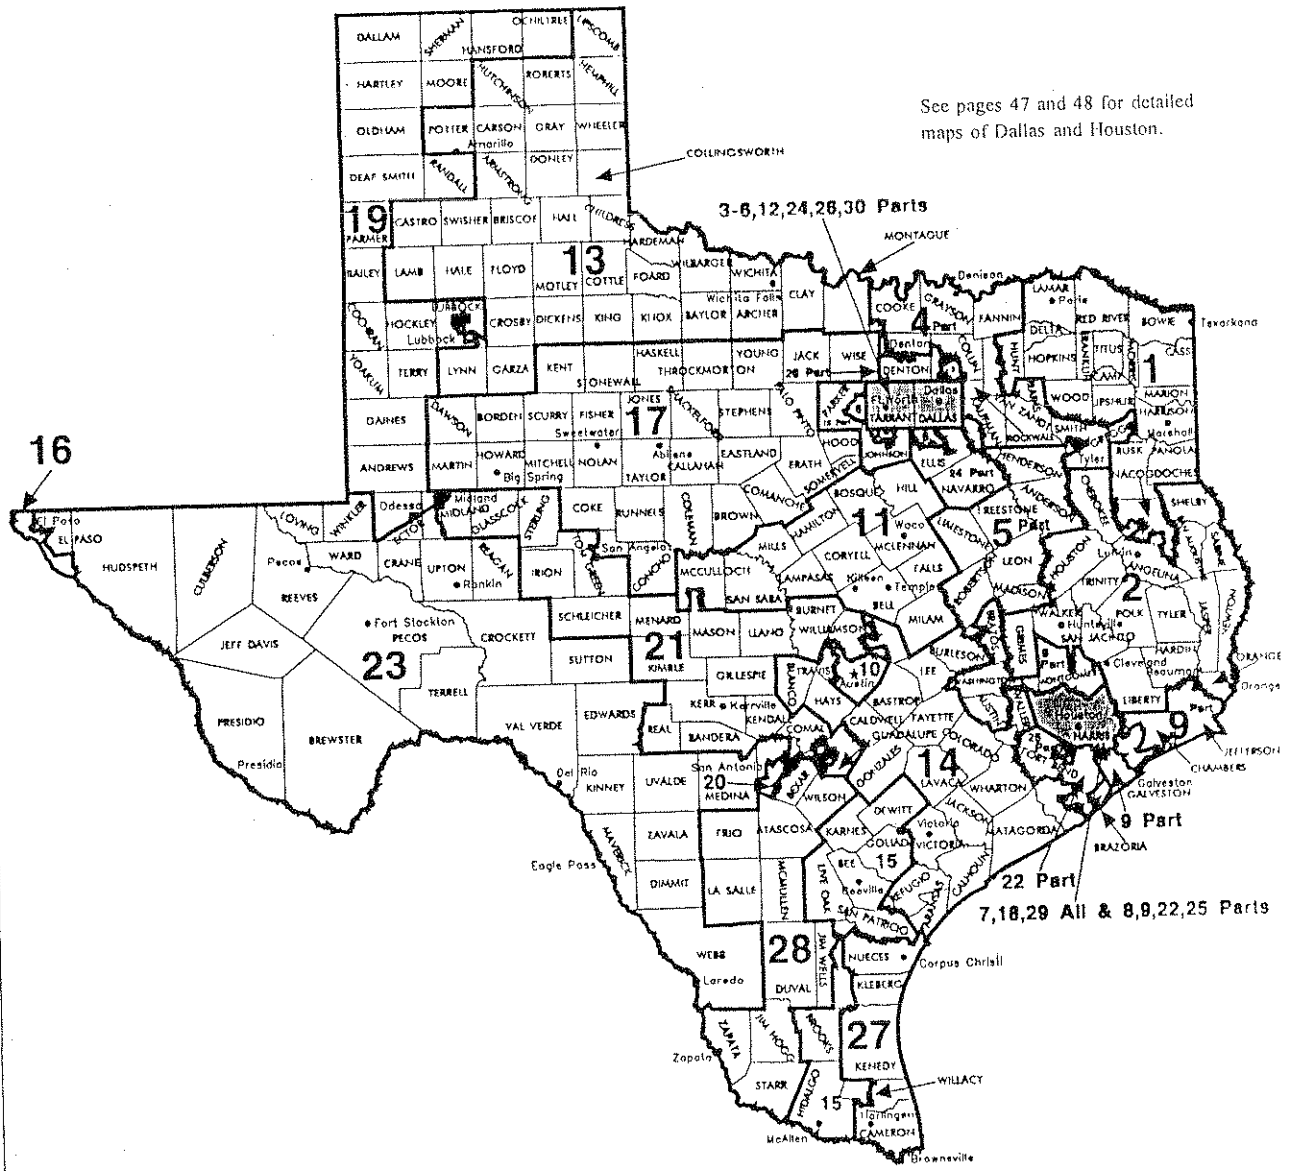 DALLAM
SHERMAN
HANSFORD
OCHILTREE
LIPSCOMB
HARTLEY
MOORE
HUTCHINSON
ROBERTS
HEMPHILL
See pages 47 and 48 for detailed
maps of Dallas and Houston.
OLDHAM
POTTER
CARSON
GRAY
WHEELER
Amarillo
DEAF SMITH
RANDALL
ARMSTRONG
DONLEY
COLLINGSWORTH
19
PARMER
CASTRO
SWISHER
BRISCOE
HALL
CHILDRESS
3-6,12,24,26,30 Parts
MONTAGUE
BAILEY
LAMB
HALE
FLOYD
13
MOTLEY
COTTLE
HARDEMAN
FOARD
WILBARGER
WICHITA
Wichita Falls
CLAY
Denison
COCHRAN
HOCKLEY
LUBBOCK
Lubbock
CROSBY
DICKENS
KING
KNOX
BAYLOR
ARCHER
COOKE
GRAYSON
4
Part
FANNIN
LAMAR
Paris
RED RIVER
BOWIE
Texarkana
DELTA
YOAKUM
TERRY
LYNN
GARZA
KENT
STONEWALL
HASKELL
THROCKMORTON
YOUNG
JACK
WISE
26 Part
Denton
DENTON
COLLIN
HUNT
HOPKINS
FRANKLIN
TITUS
CAMP
MORRIS
CASS
1
MARION
GAINES
DAWSON
BORDEN
SCURRY
FISHER
Sweetwater
JONES
17
SHACKELFORD
STEPHENS
PALO PINTO
PARKER
Ft Worth
TARRANT
Dallas
DALLAS
ROCKWALL
KAUFMAN
VAN ZANDT
RAINS
WOOD
UPSHUR
HARRISON
Marshall
SMITH
Tyler
ANDREWS
MARTIN
HOWARD
Big Spring
MITCHELL
NOLAN
Abilene
TAYLOR
CALLAHAN
EASTLAND
ERATH
HOOD
SOMERVELL
JOHNSON
ELLIS
24 Part
NAVARRO
HENDERSON
RUSK
PANOLA
16
El Paso
EL PASO
HUDSPETH
CULBERSON
LOVING
WINKLER
Odessa
ECTOR
Midland
MIDLAND
GLASSCOCK
STERLING
COKE
RUNNELS
COLEMAN
BROWN
COMANCHE
HAMILTON
BOSQUE
HILL
11
Waco
MCLENNAN
LIMESTONE
FREESTONE
5
Part
ANDERSON
CHEROKEE
NACOGDOCHES
SHELBY
WARD
Pecos
REEVES
CRANE
UPTON
Rankin
REAGAN
IRION
TOM GREEN
San Angelo
CONCHO
MCCULLOCH
SAN SABA
MILLS
LAMPASAS
CORYELL
Killeen
Temple
BELL
FALLS
ROBERTSON
LEON
MADISON
HOUSTON
Lufkin
ANGELINA
SABINE
TRINITY
2
POLK
TYLER
JASPER
NEWTON
JEFF DAVIS
Fort Stockton
PECOS
23
CROCKETT
SCHLEICHER
SUTTON
MENARD
21
KIMBLE
MASON
LLANO
BURNET
WILLIAMSON
MILAM
BURLESON
BRAZOS
GRIMES
WALKER
Huntsville
SAN JACINTO
HARDIN
TERRELL
GILLESPIE
BLANCO
TRAVIS
10
Austin
LEE
WASHINGTON
8
Part
MONTGOMERY
Cleveland
Beaumont
LIBERTY
ORANGE
Orange
PRESIDIO
Presidio
BREWSTER
VAL VERDE
EDWARDS
REAL
KERR
Kerrville
KENDALL
BANDERA
HAYS
COMAL
BASTROP
CALDWELL
FAYETTE
GUADALUPE
COLORADO
AUSTIN
WALLER
Houston
HARRIS
25
Part
FORT BEND
Part
9
JEFFERSON
CHAMBERS
Del Rio
KINNEY
UVALDE
San Antonio
20
MEDINA
BEXAR
WILSON
GONZALES
14
LAVACA
WHARTON
Galveston
GALVESTON
9 Part
BRAZORIA
MAVERICK
ZAVALA
FRIO
ATASCOSA
KARNES
DEWITT
Victoria
VICTORIA
JACKSON
MATAGORDA
Eagle Pass
GOLIAD
15
BEE
Beeville
REFUGIO
CALHOUN
22 Part
7,18,29 All & 8,9,22,25 Parts
DIMMIT
LA SALLE
MCMULLEN
LIVE OAK
SAN PATRICIO
ARANSAS
WEBB
Laredo
28
DUVAL
JIM WELLS
NUECES
Corpus Christi
KLEBERG
ZAPATA
Zapata
JIM HOGG
BROOKS
27
KENEDY
STARR
HIDALGO
15
WILLACY
Harlingen
CAMERON
McAllen
Brownsville